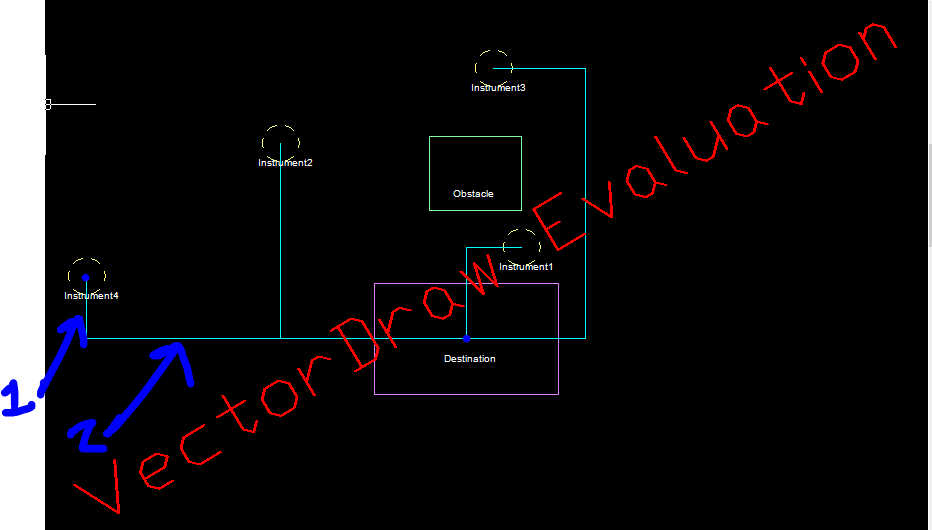 Instrument3
Instrument2
Obstacle
Instrument1
Instrument4
Destination
1
2
VectorDraw Evaluation